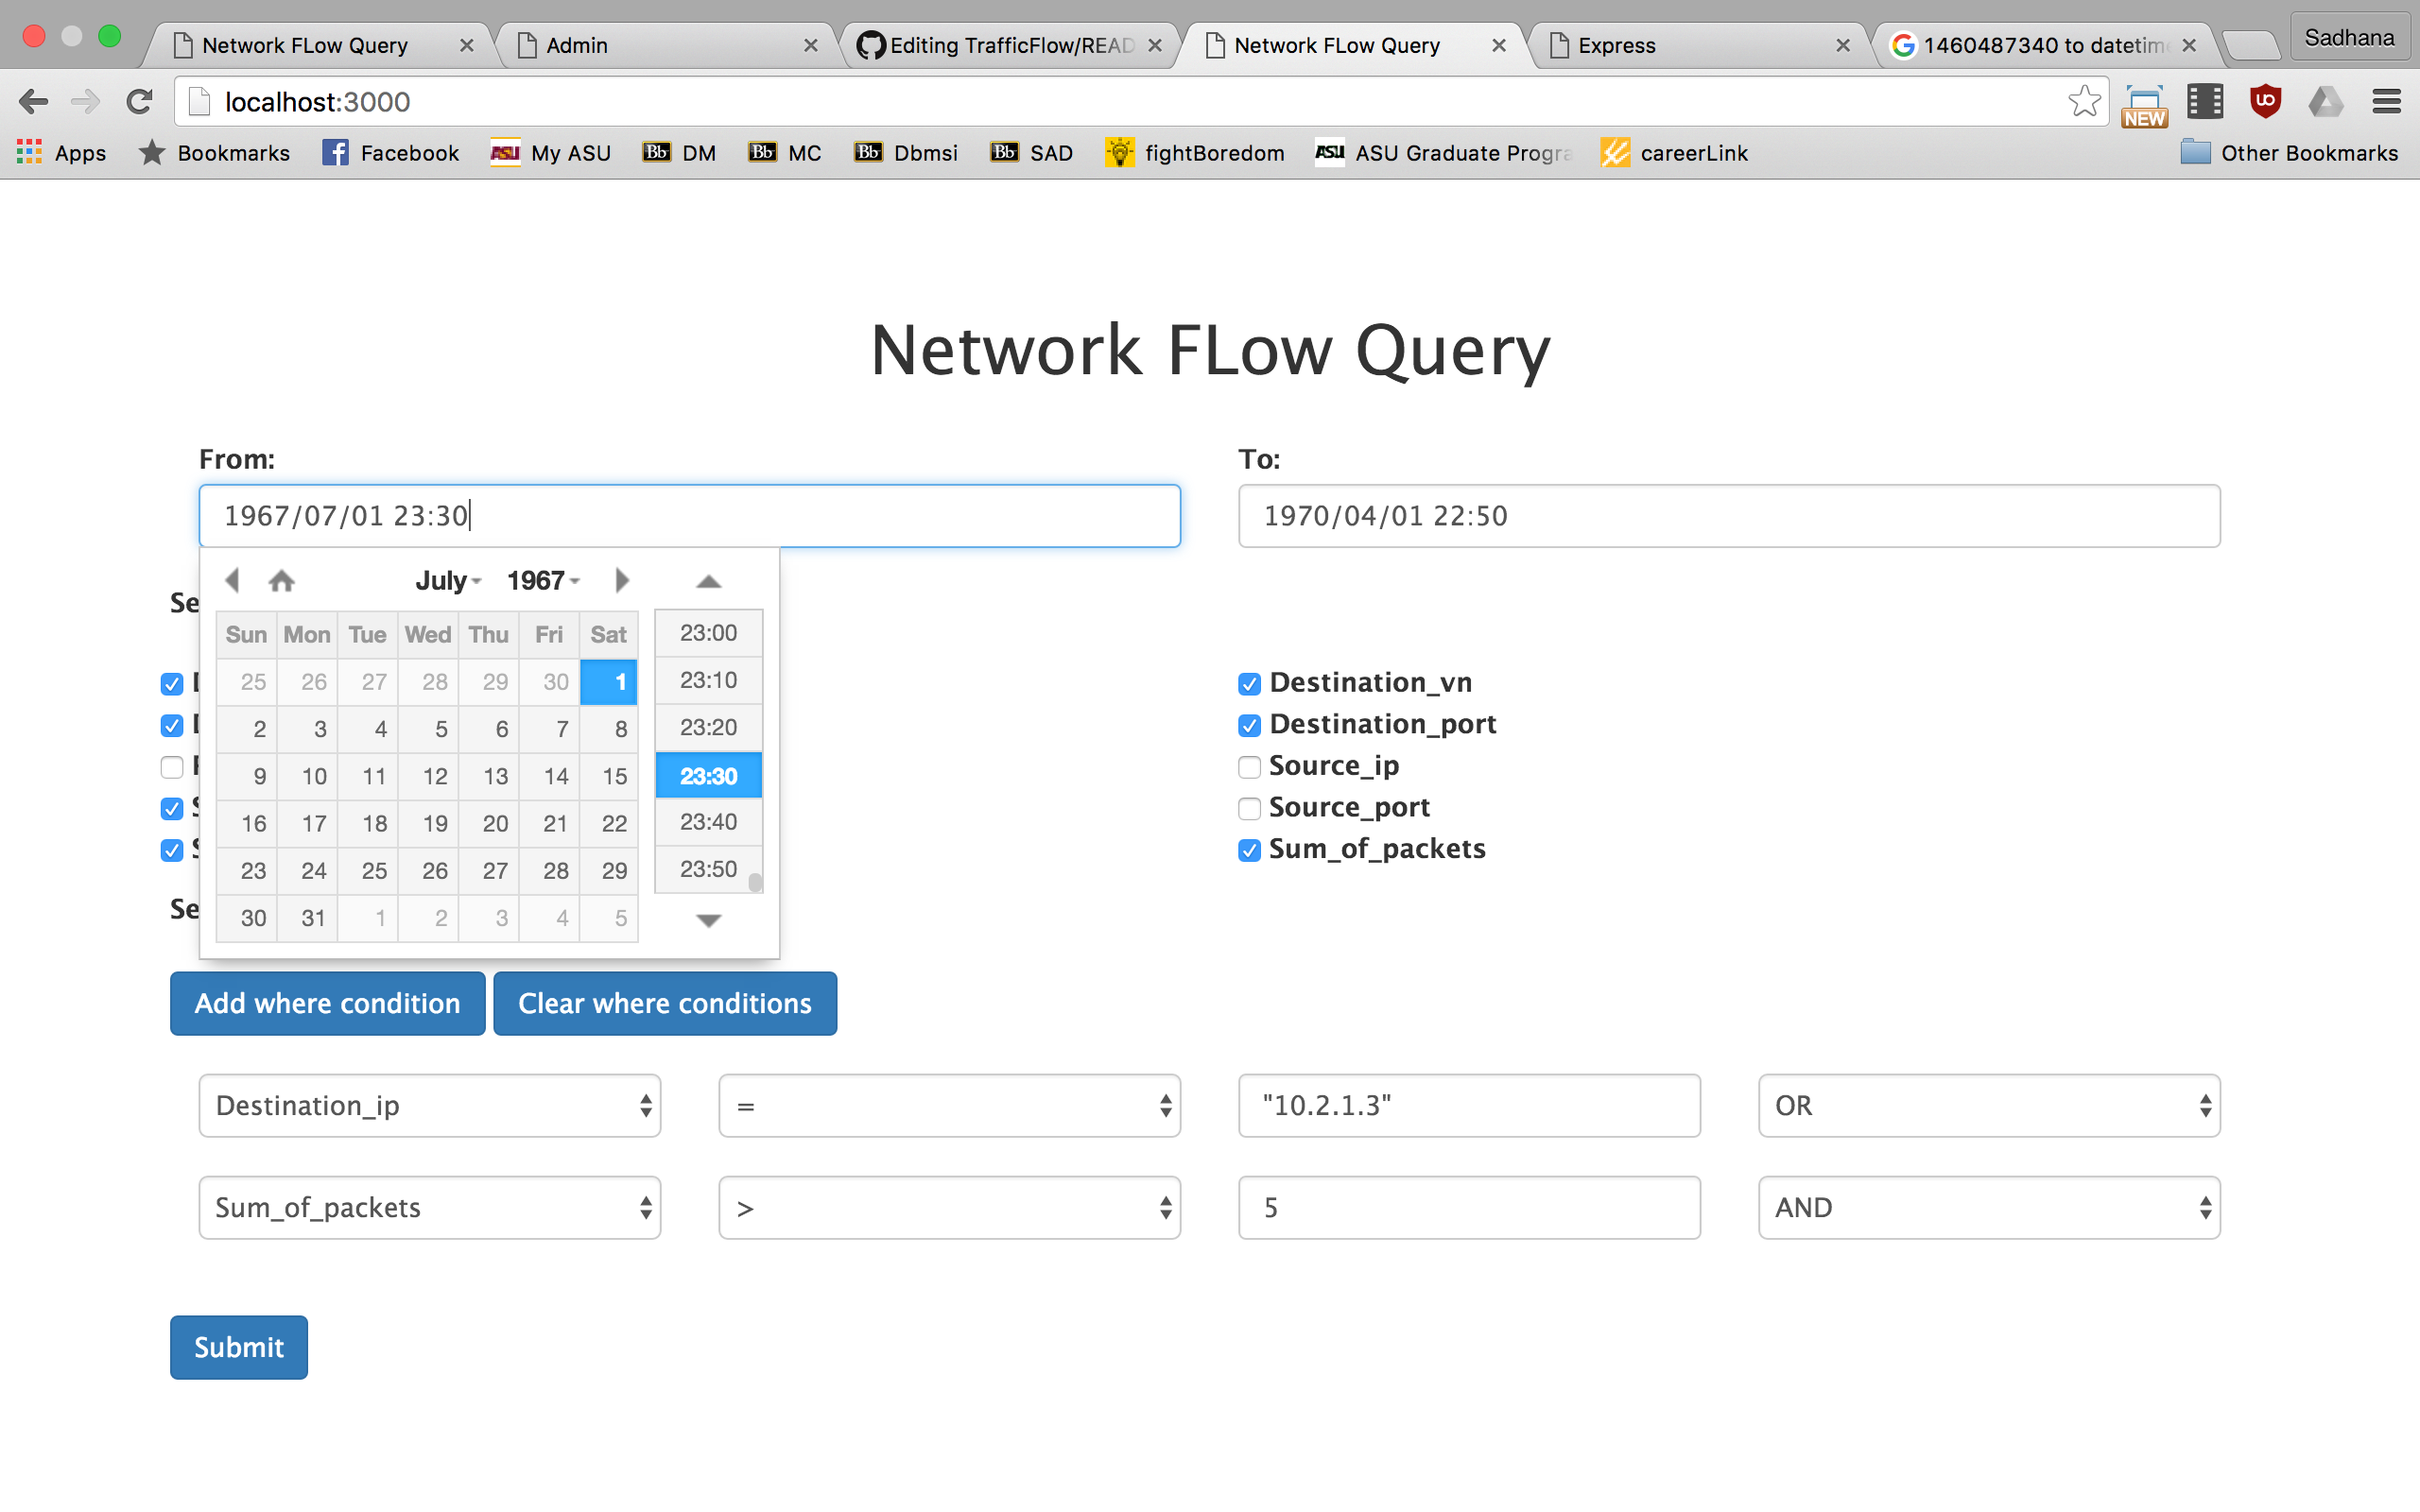 Network FLow Query Admin Editing TrafficFlow/READ Network FLow Query Express 1460487340 to datetime Sadhana
localhost:3000 NEW
Apps Bookmarks Facebook My ASU DM MC Dbmsi SAD fightBoredom ASU Graduate Progra careerLink Other Bookmarks
Network FLow Query
From: To:
1967/07/01 23:30 1970/04/01 22:50
July 1967
Se
Sun Mon Tue Wed Thu Fri Sat 23:00
25 26 27 28 29 30 1 23:10 Destination_vn
2 3 4 5 6 7 8 23:20 Destination_port
9 10 11 12 13 14 15 23:30 Source_ip
16 17 18 19 20 21 22 23:40 Source_port
23 24 25 26 27 28 29 23:50 Sum_of_packets
Se 30 31 1 2 3 4 5
Add where condition Clear where conditions
Destination_ip = "10.2.1.3" OR
Sum_of_packets > 5 AND
Submit